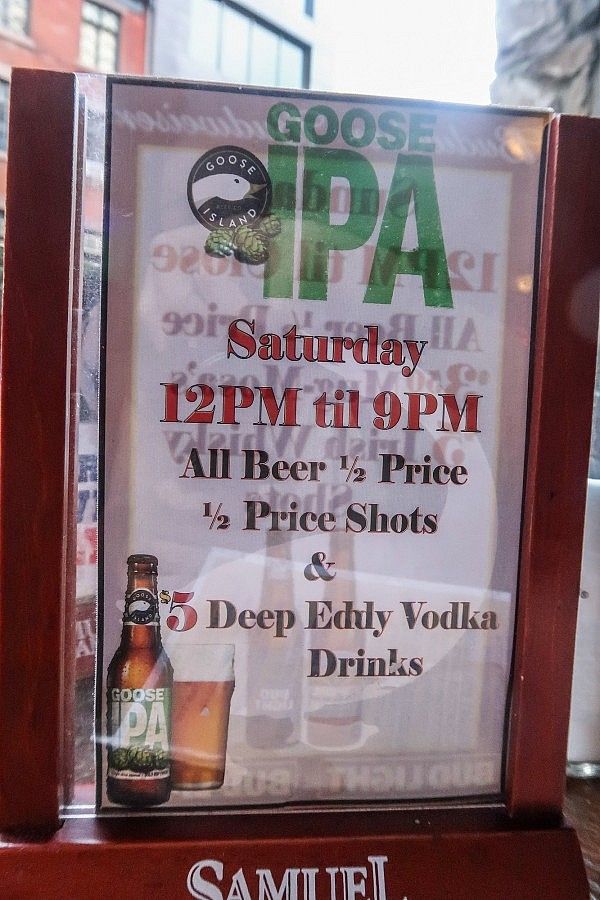 GOOSE
IPA
GOOSE
ISLAND
Saturday
12PM til 9PM
All Beer ½ Price
½ Price Shots
&
$5 Deep Eddy Vodka
Drinks
GOOSE
GOOSE
IPA
SAMUEL